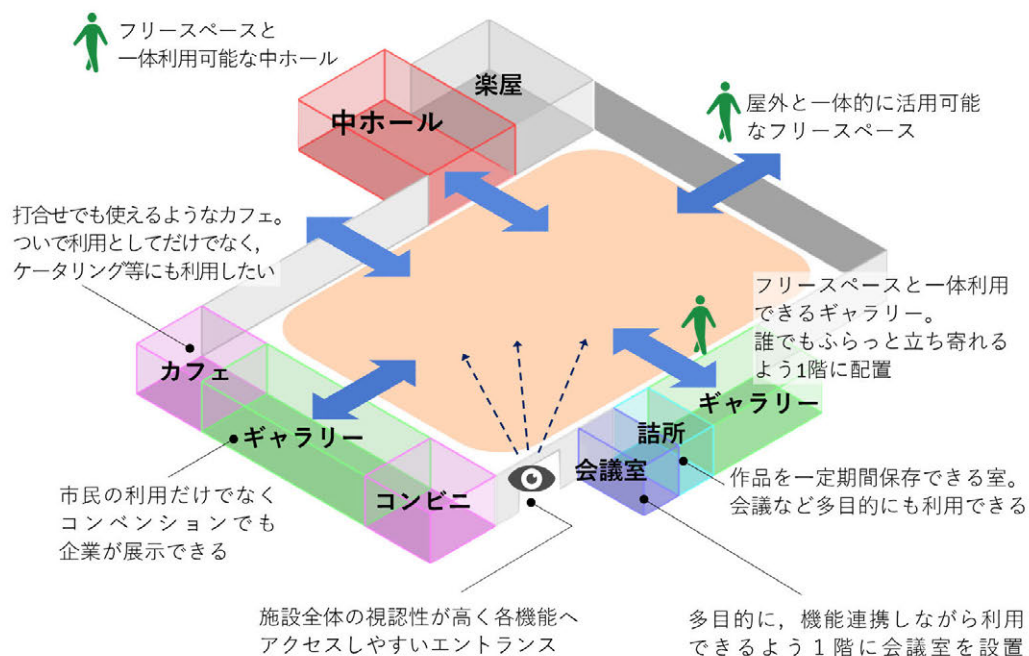 フリースペースと
一体利用可能な中ホール
楽屋
中ホール
屋外と一体的に活用可能
なフリースペース
打合せでも使えるようなカフェ。
ついで利用としてだけでなく,
ケータリング等にも利用したい
フリースペースと一体利用
できるギャラリー。
誰でもふらっと立ち寄れる
よう1階に配置
カフェ
ギャラリー
ギャラリー
詰所
会議室
コンビニ
作品を一定期間保存できる室。
会議など多目的にも利用できる
市民の利用だけでなく
コンベンションでも
企業が展示できる
施設全体の視認性が高く各機能へ
アクセスしやすいエントランス
多目的に, 機能連携しながら利用
できるよう１階に会議室を設置